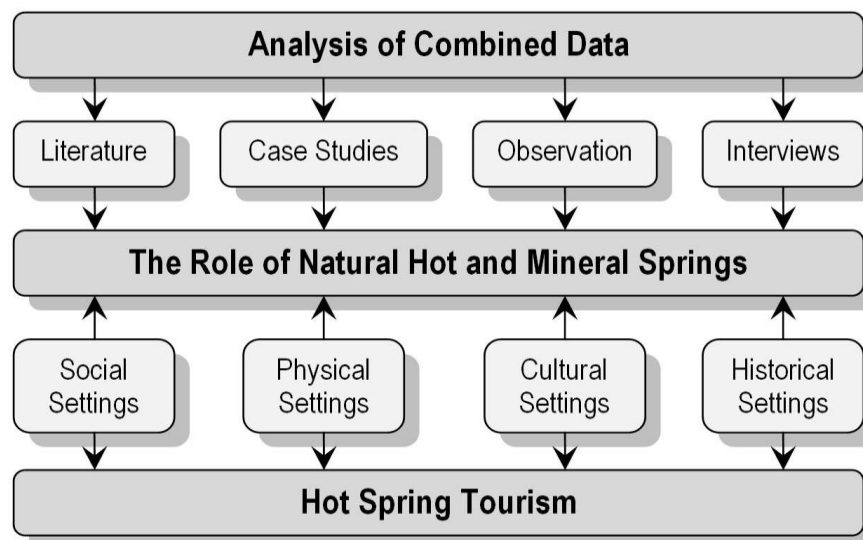 Analysis of Combined Data
Literature
Case Studies
Observation
Interviews
The Role of Natural Hot and Mineral Springs
Social
Settings
Physical
Settings
Cultural
Settings
Historical
Settings
Hot Spring Tourism